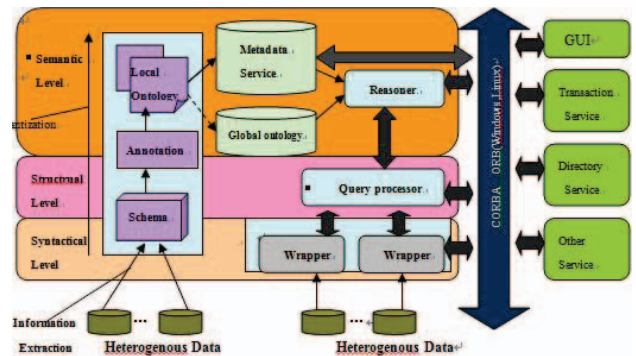 Semantic
Level
Local
Ontology
Metadata
Service
Reasoner
Global ontology
Annotation
Structural
Level
Query processor
Schema
Syntactical
Level
Wrapper
Wrapper
Information
Extraction
...
Heterogenous Data
...
Heterogenous Data
CORBA ORB(Windows,Linux)
GUI
Transaction
Service
Directory
Service
Other
Service